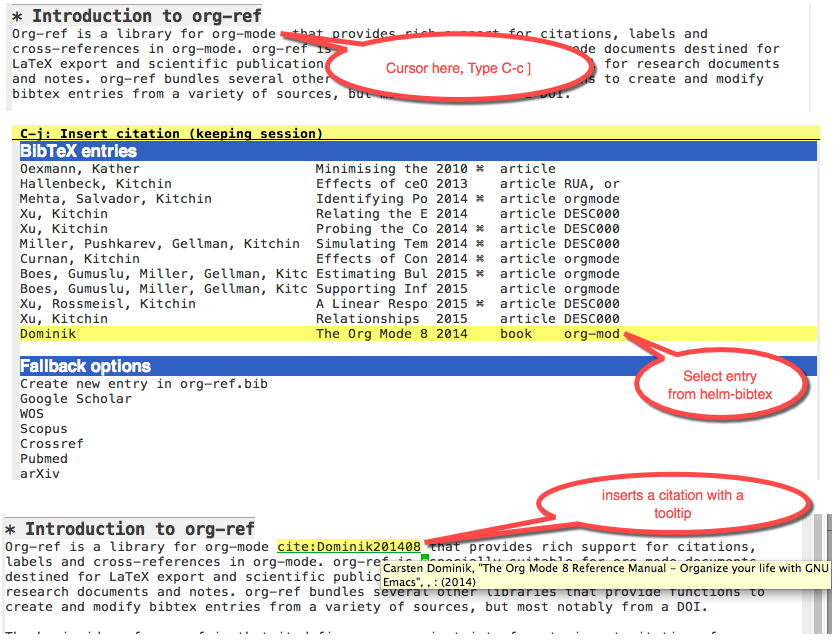 * Introduction to org-ref
Org-ref is a library for org-mode that provides rich support for citations, labels and
cross-references in org-mode. org-ref is mode documents destined for
LaTeX export and scientific publication for research documents
and notes. org-ref bundles several other to create and modify
bibtex entries from a variety of sources, but DOI.
Cursor here, Type C-c ]
C-j: Insert citation (keeping session)
BibTeX entries
Oexmann, Kather Minimising the 2010 ⌘ article
Hallenbeck, Kitchin Effects of ceO 2013 article RUA, or
Mehta, Salvador, Kitchin Identifying Po 2014 ⌘ article orgmode
Xu, Kitchin Relating the E 2014 article DESC000
Xu, Kitchin Probing the Co 2014 ⌘ article DESC000
Miller, Pushkarev, Gellman, Kitchin Simulating Tem 2014 ⌘ article DESC000
Curnan, Kitchin Effects of Con 2014 ⌘ article orgmode
Boes, Gumuslu, Miller, Gellman, Kitc Estimating Bul 2015 ⌘ article orgmode
Boes, Gumuslu, Miller, Gellman, Kitc Supporting Inf 2015 article orgmode
Xu, Rossmeisl, Kitchin A Linear Respo 2015 ⌘ article DESC000
Xu, Kitchin Relationships 2015 article DESC000
Dominik The Org Mode 8 2014 book org-mod
Select entry
from helm-bibtex
Fallback options
Create new entry in org-ref.bib
Google Scholar
WOS
Scopus
Crossref
Pubmed
arXiv
inserts a citation with a
tooltip
* Introduction to org-ref
Org-ref is a library for org-mode cite:Dominik201408 that provides rich support for citations,
labels and cross-references in org-mode. org-ref is especially suitable for org-mode documents
destined for LaTeX export and scientific public
Carsten Dominik, "The Org Mode 8 Reference Manual - Organize your life with GNU
Emacs", , : (2014)
research documents and notes. org-ref bundles several other libraries that provide functions to
create and modify bibtex entries from a variety of sources, but most notably from a DOI.